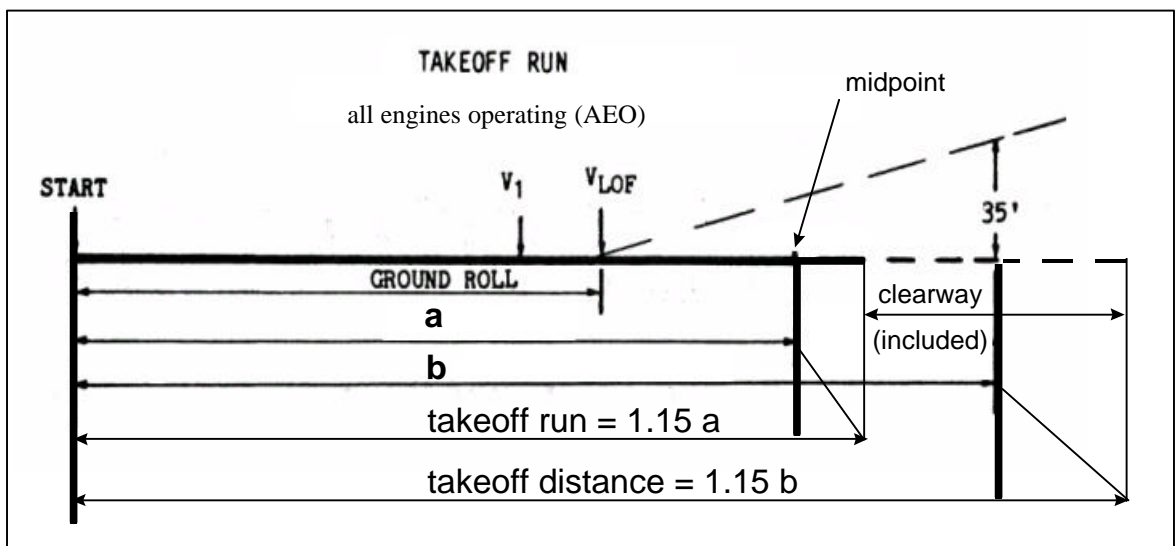 TAKEOFF RUN
midpoint
all engines operating (AEO)
START
V1
VLOF
35'
GROUND ROLL
clearway
a
(included)
b
takeoff run = 1.15 a
takeoff distance = 1.15 b